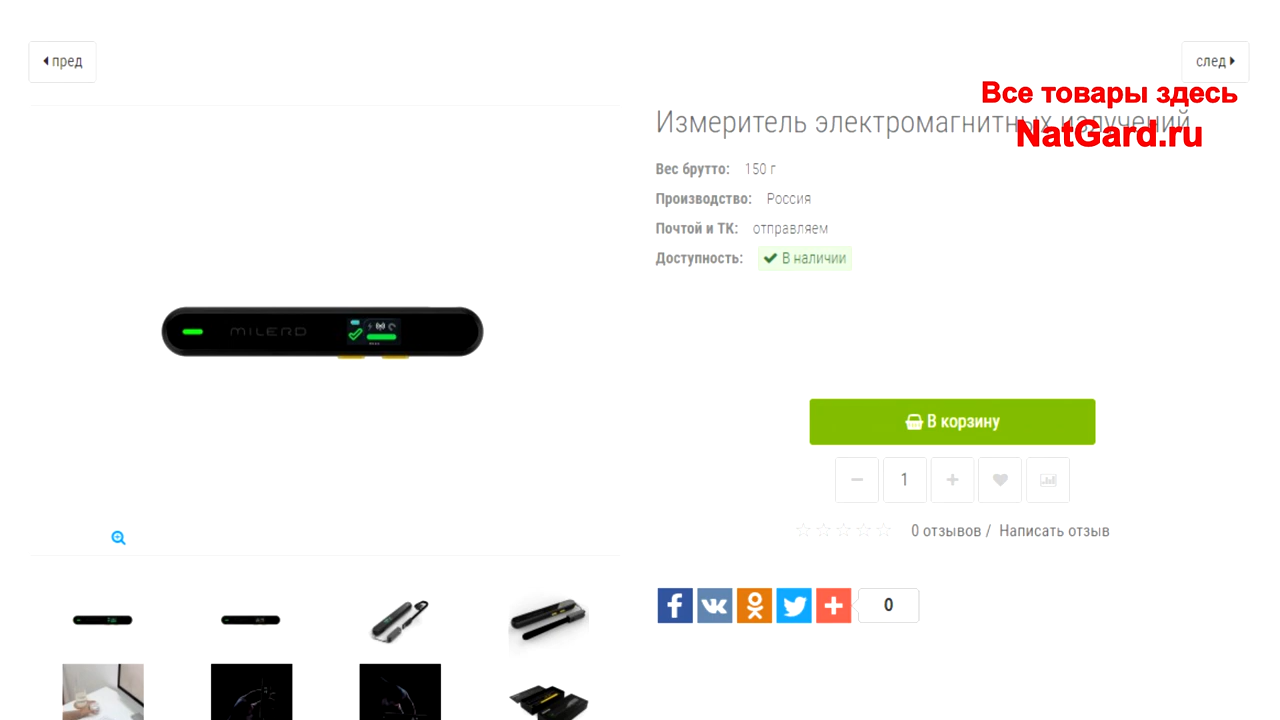 пред
след
Все товары здесь
NatGard.ru
Измеритель электромагнитных излучений
Вес брутто: 150 г
Производство: Россия
Почтой и ТК: отправляем
Доступность: В наличии
MILERD
В корзину
1
0 отзывов / Написать отзыв
0